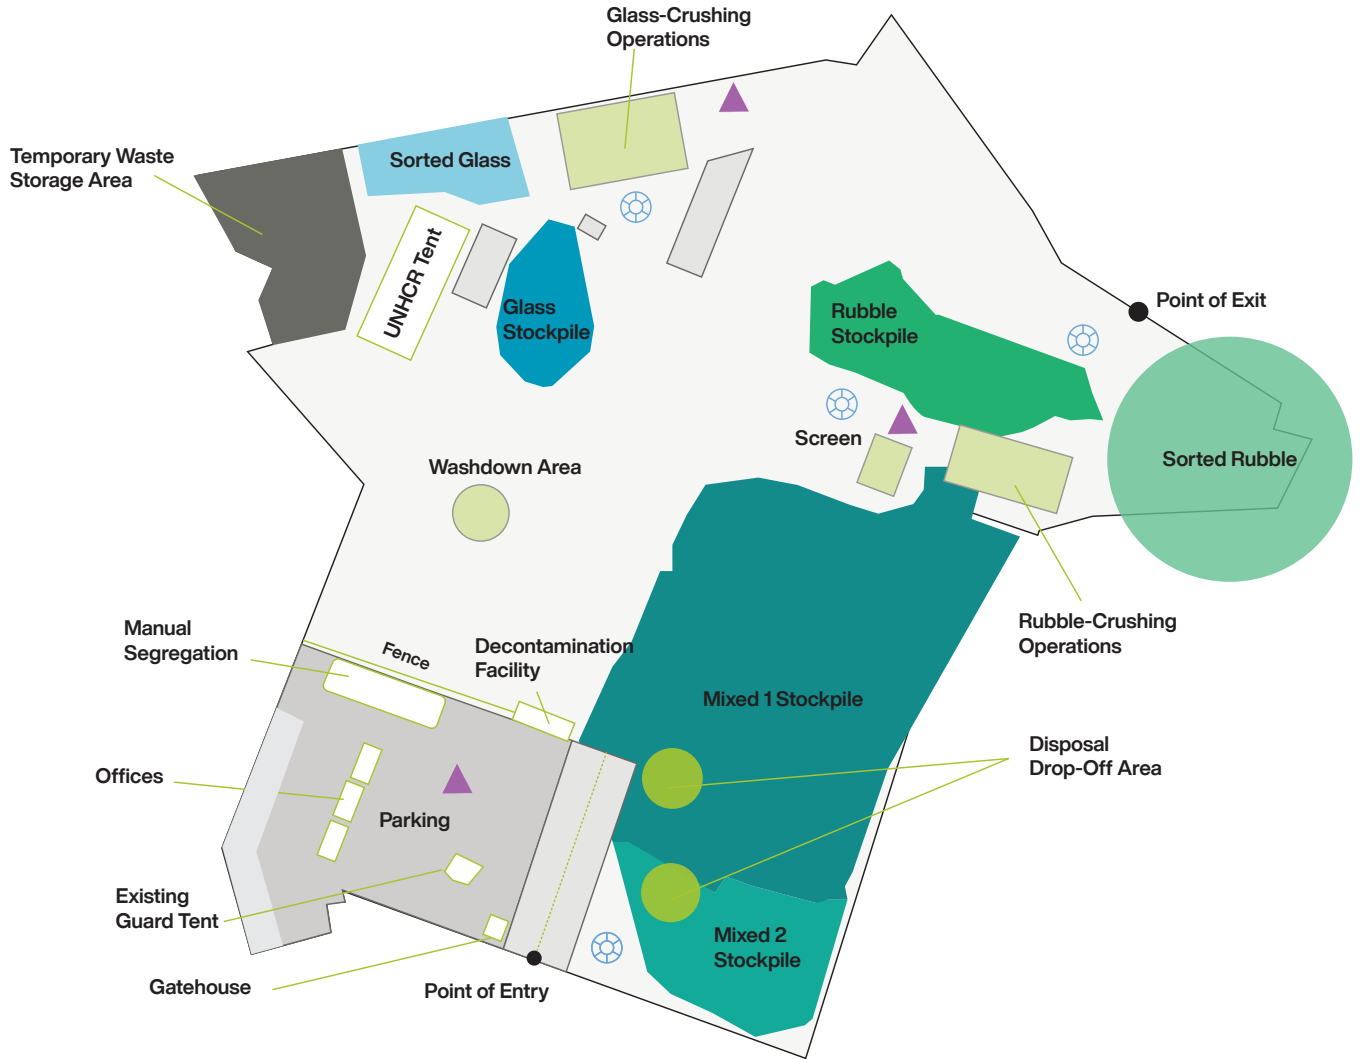 Glass-Crushing
Operations
Temporary Waste
Storage Area
Sorted Glass
UNHCR Tent
Glass
Stockpile
Rubble
Stockpile
Point of Exit
Screen
Sorted Rubble
Washdown Area
Rubble-Crushing
Operations
Manual
Segregation
Fence
Decontamination
Facility
Mixed 1 Stockpile
Disposal
Drop-Off Area
Offices
Parking
Existing
Guard Tent
Mixed 2
Stockpile
Gatehouse
Point of Entry